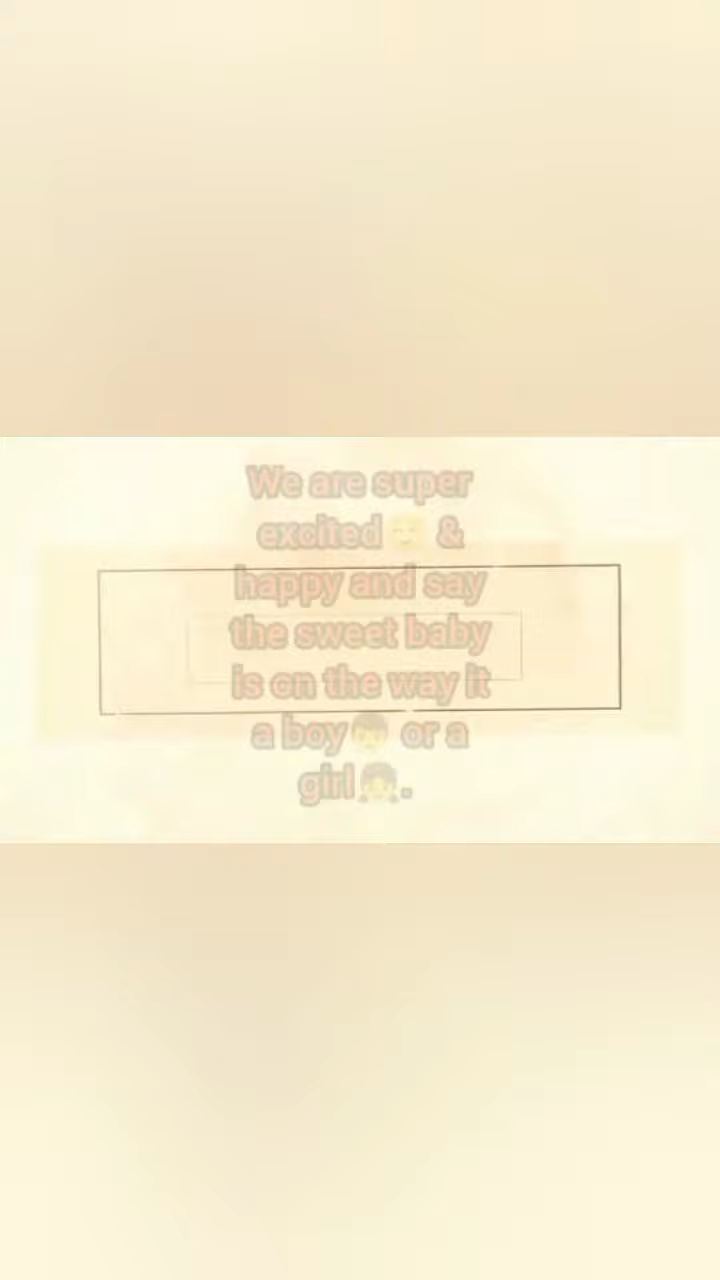 We are super
excited 😊 &
happy and say
the sweet baby
is on the way it
a boy👦 or a
girl👧.